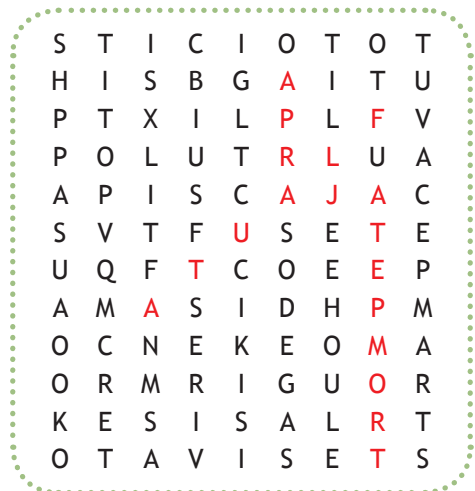 S T I C I O T O T
H I S B G A I T U
P T X I L P L F V
P O L U T R L U A
A P I S C A J A C
S V T F U S E T E
U Q F T C O E E P
A M A S I D H P M
O C N E K E O M A
O R M R I G U O R
K E S I S A L R T
O T A V I S E T S